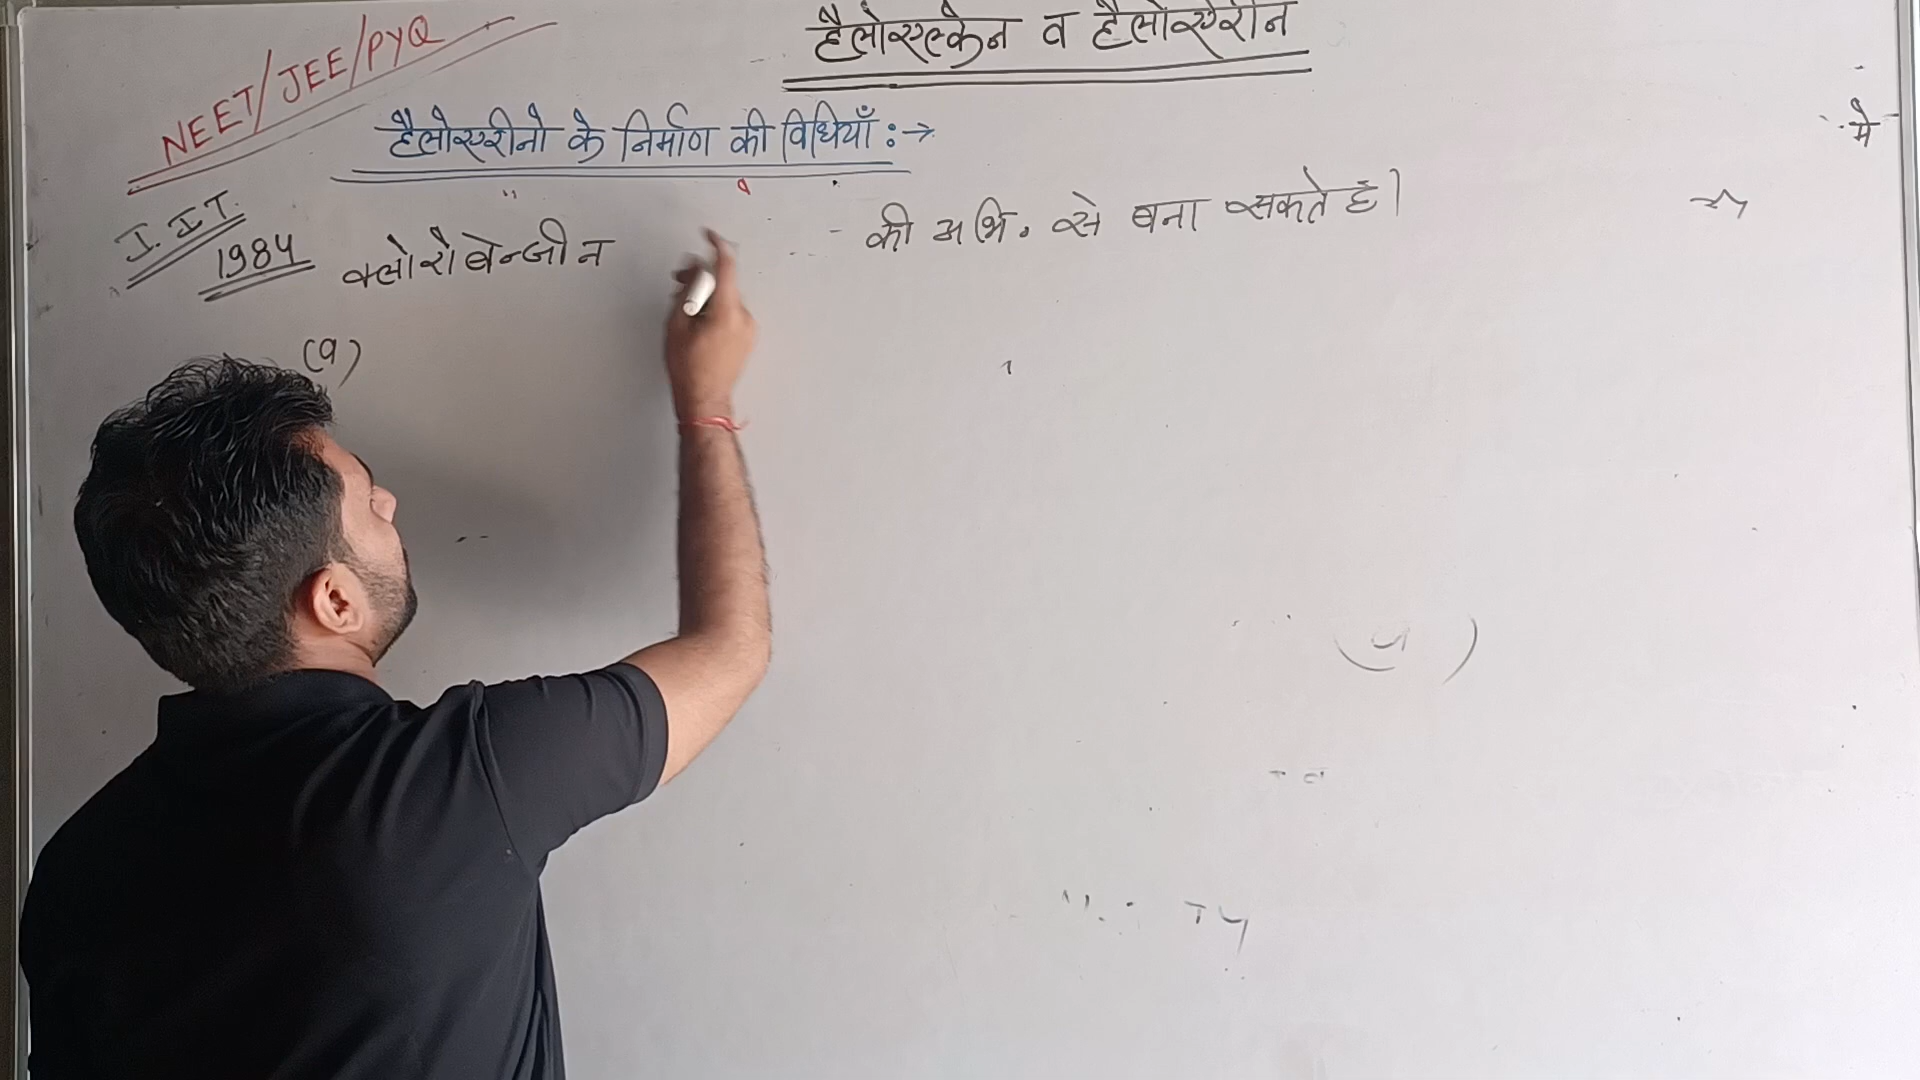 हैलोएल्केन व हैलोएरीन
NEET/JEE/PYQ
हैलोएरीनो के निर्माण की विधियाँ :→
में
I.I.T.
1984
क्लोरोबेन्जीन की अभि. से बना सकते है।
(a)